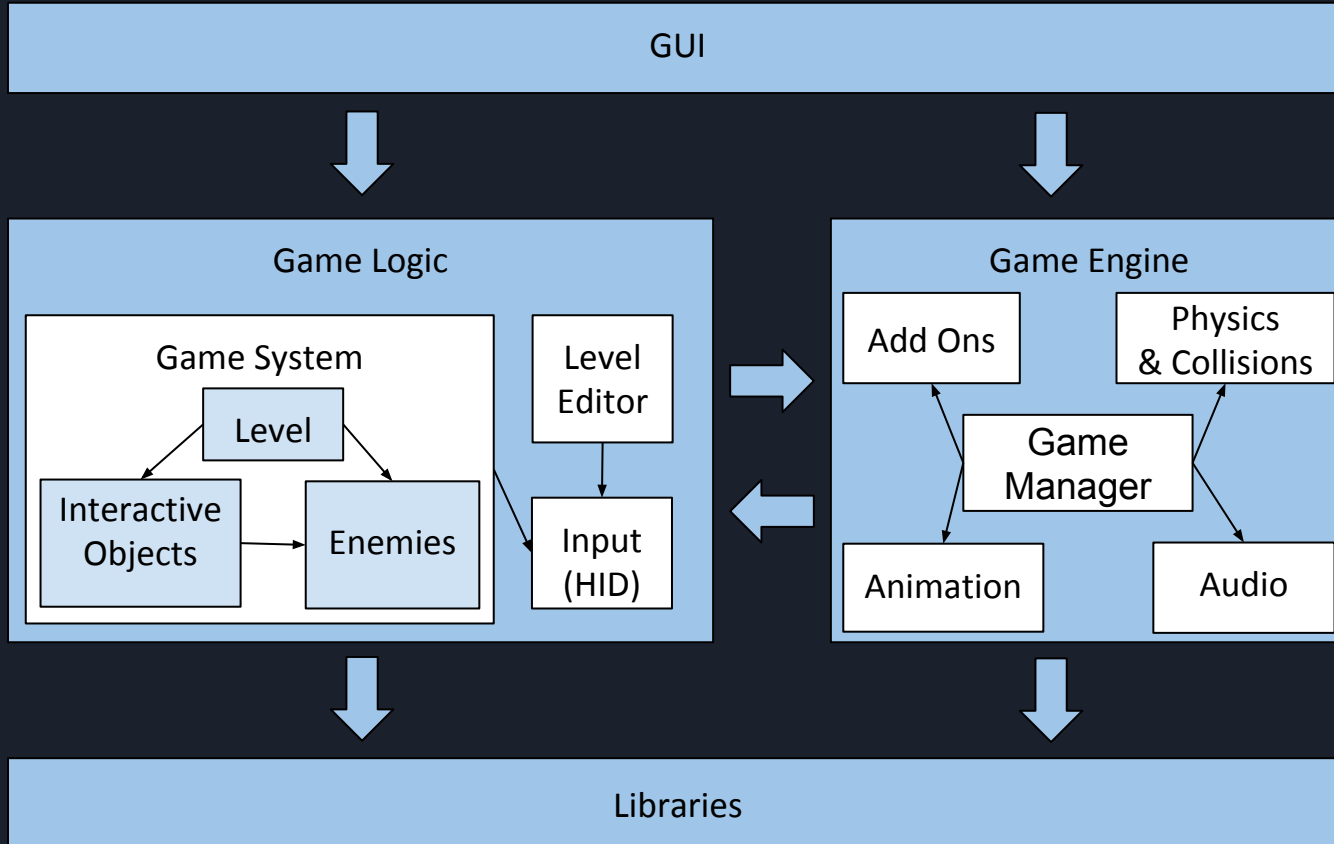 GUI
Game Logic
Game System
Level
Interactive
Objects
Enemies
Level
Editor
Input
(HID)
Game Engine
Add Ons
Physics
& Collisions
Game
Manager
Animation
Audio
Libraries